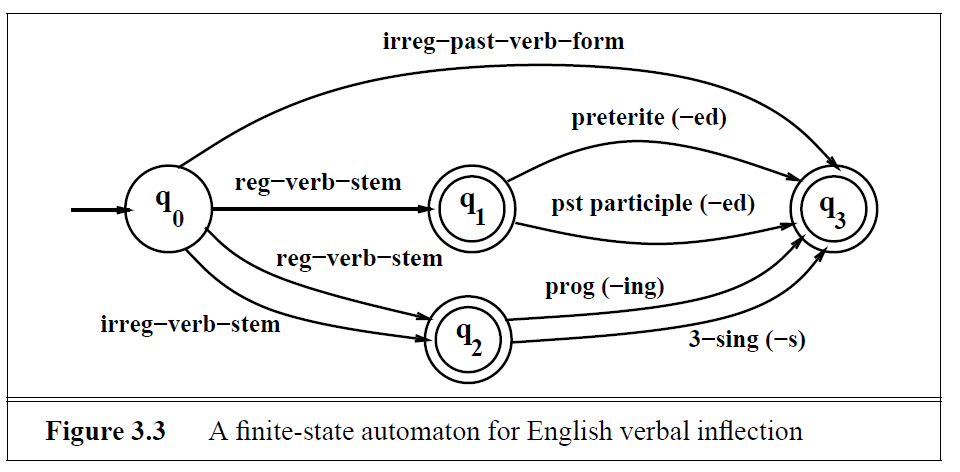 irreg−past−verb−form
preterite (−ed)
reg−verb−stem
pst participle (−ed)
q0
q1
q3
reg−verb−stem
prog (−ing)
irreg−verb−stem
q2
3−sing (−s)
Figure 3.3 A finite-state automaton for English verbal inflection